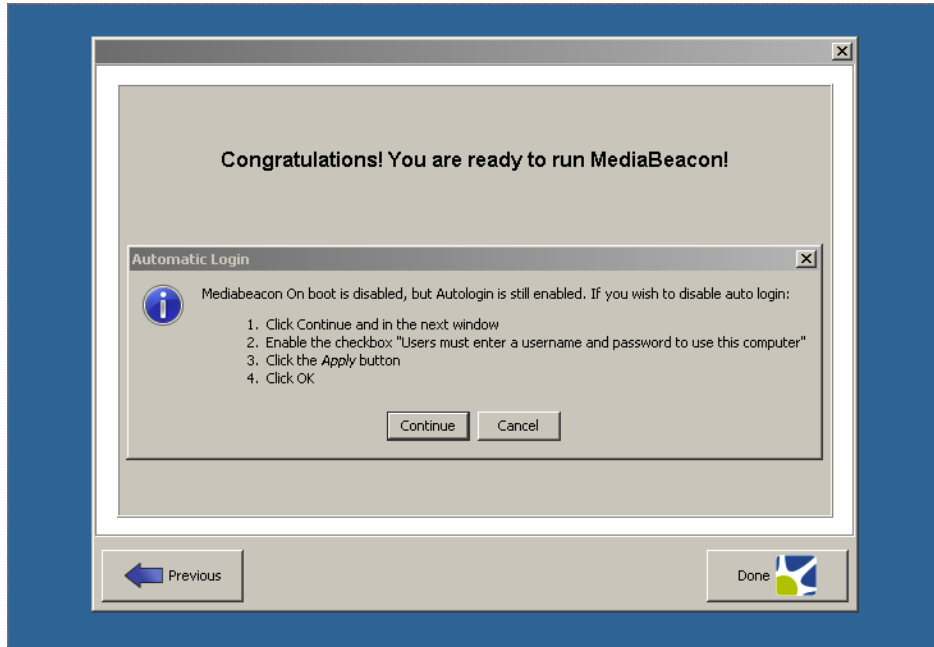 Congratulations! You are ready to run MediaBeacon!
Automatic Login
Mediabeacon On boot is disabled, but Autologin is still enabled. If you wish to disable auto login:
1. Click Continue and in the next window
2. Enable the checkbox "Users must enter a username and password to use this computer"
3. Click the Apply button
4. Click OK
Continue Cancel
Previous Done